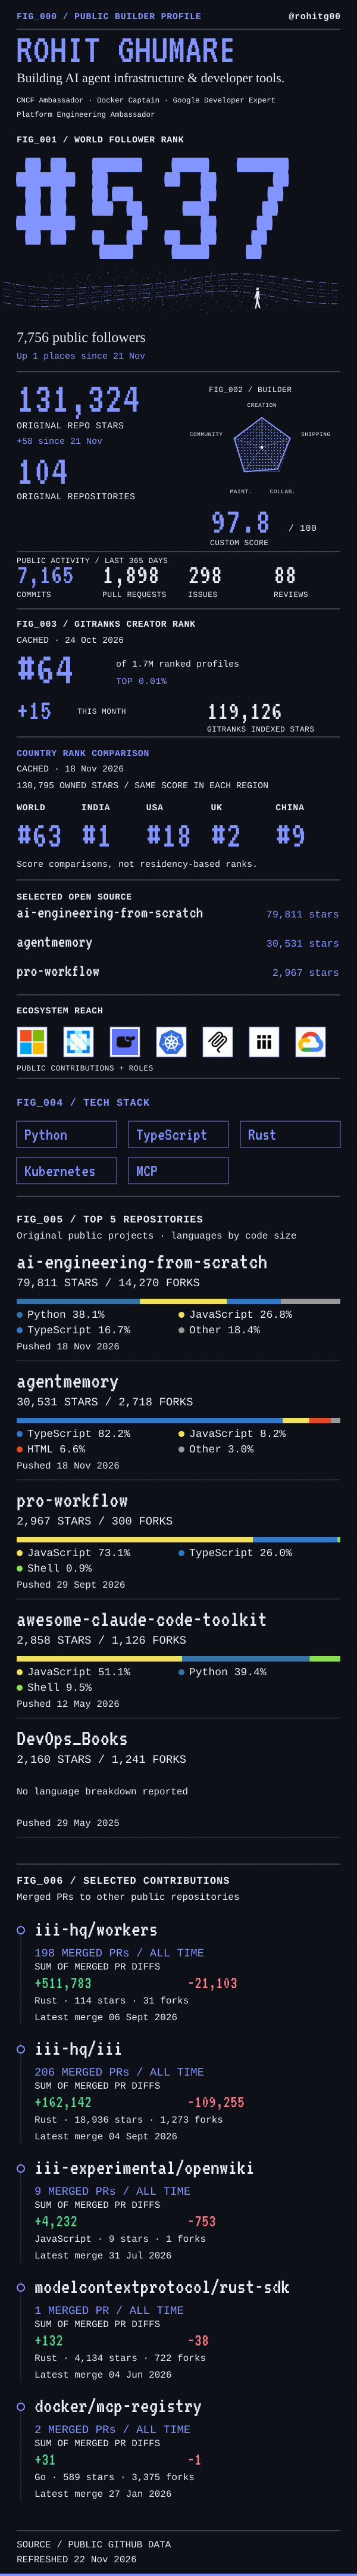 FIG_000 / PUBLIC BUILDER PROFILE @rohitg00
ROHIT GHUMARE
Building AI agent infrastructure & developer tools.
CNCF Ambassador · Docker Captain · Google Developer Expert
Platform Engineering Ambassador
FIG_001 / WORLD FOLLOWER RANK
#537
7,756 public followers
Up 1 places since 21 Nov
131,324
ORIGINAL REPO STARS
+58 since 21 Nov
104
ORIGINAL REPOSITORIES
FIG_002 / BUILDER
CREATION
COMMUNITY
SHIPPING
MAINT.
COLLAB.
97.8 / 100
CUSTOM SCORE
PUBLIC ACTIVITY / LAST 365 DAYS
7,165 1,898 298 88
COMMITS PULL REQUESTS ISSUES REVIEWS
FIG_003 / GITRANKS CREATOR RANK
CACHED · 24 Oct 2026
#64 of 1.7M ranked profiles
TOP 0.01%
+15 THIS MONTH 119,126
GITRANKS INDEXED STARS
COUNTRY RANK COMPARISON
CACHED · 18 Nov 2026
130,795 OWNED STARS / SAME SCORE IN EACH REGION
WORLD INDIA USA UK CHINA
#63 #1 #18 #2 #9
Score comparisons, not residency-based ranks.
SELECTED OPEN SOURCE
ai-engineering-from-scratch 79,811 stars
agentmemory 30,531 stars
pro-workflow 2,967 stars
ECOSYSTEM REACH
PUBLIC CONTRIBUTIONS + ROLES
FIG_004 / TECH STACK
Python TypeScript Rust
Kubernetes MCP
FIG_005 / TOP 5 REPOSITORIES
Original public projects · languages by code size
ai-engineering-from-scratch
79,811 STARS / 14,270 FORKS
Python 38.1% JavaScript 26.8%
TypeScript 16.7% Other 18.4%
Pushed 18 Nov 2026
agentmemory
30,531 STARS / 2,718 FORKS
TypeScript 82.2% JavaScript 8.2%
HTML 6.6% Other 3.0%
Pushed 18 Nov 2026
pro-workflow
2,967 STARS / 300 FORKS
JavaScript 73.1% TypeScript 26.0%
Shell 0.9%
Pushed 29 Sept 2026
awesome-claude-code-toolkit
2,858 STARS / 1,126 FORKS
JavaScript 51.1% Python 39.4%
Shell 9.5%
Pushed 12 May 2026
DevOps_Books
2,160 STARS / 1,241 FORKS
No language breakdown reported
Pushed 29 May 2025
FIG_006 / SELECTED CONTRIBUTIONS
Merged PRs to other public repositories
iii-hq/workers
198 MERGED PRs / ALL TIME
SUM OF MERGED PR DIFFS
+511,783 -21,103
Rust · 114 stars · 31 forks
Latest merge 06 Sept 2026
iii-hq/iii
206 MERGED PRs / ALL TIME
SUM OF MERGED PR DIFFS
+162,142 -109,255
Rust · 18,936 stars · 1,273 forks
Latest merge 04 Sept 2026
iii-experimental/openwiki
9 MERGED PRs / ALL TIME
SUM OF MERGED PR DIFFS
+4,232 -753
JavaScript · 9 stars · 1 forks
Latest merge 31 Jul 2026
modelcontextprotocol/rust-sdk
1 MERGED PR / ALL TIME
SUM OF MERGED PR DIFFS
+132 -38
Rust · 4,134 stars · 722 forks
Latest merge 04 Jun 2026
docker/mcp-registry
2 MERGED PRs / ALL TIME
SUM OF MERGED PR DIFFS
+31 -1
Go · 589 stars · 3,375 forks
Latest merge 27 Jan 2026
SOURCE / PUBLIC GITHUB DATA
REFRESHED 22 Nov 2026